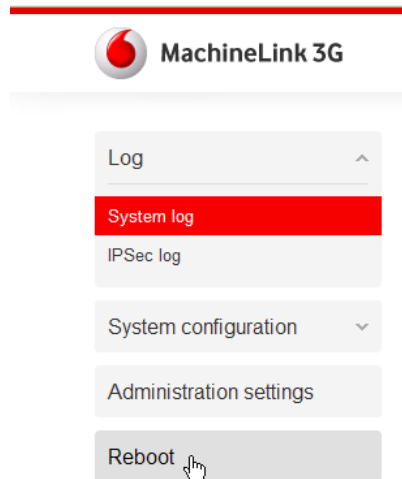 MachineLink 3G
Log
System log
IPSec log
System configuration
Administration settings
Reboot